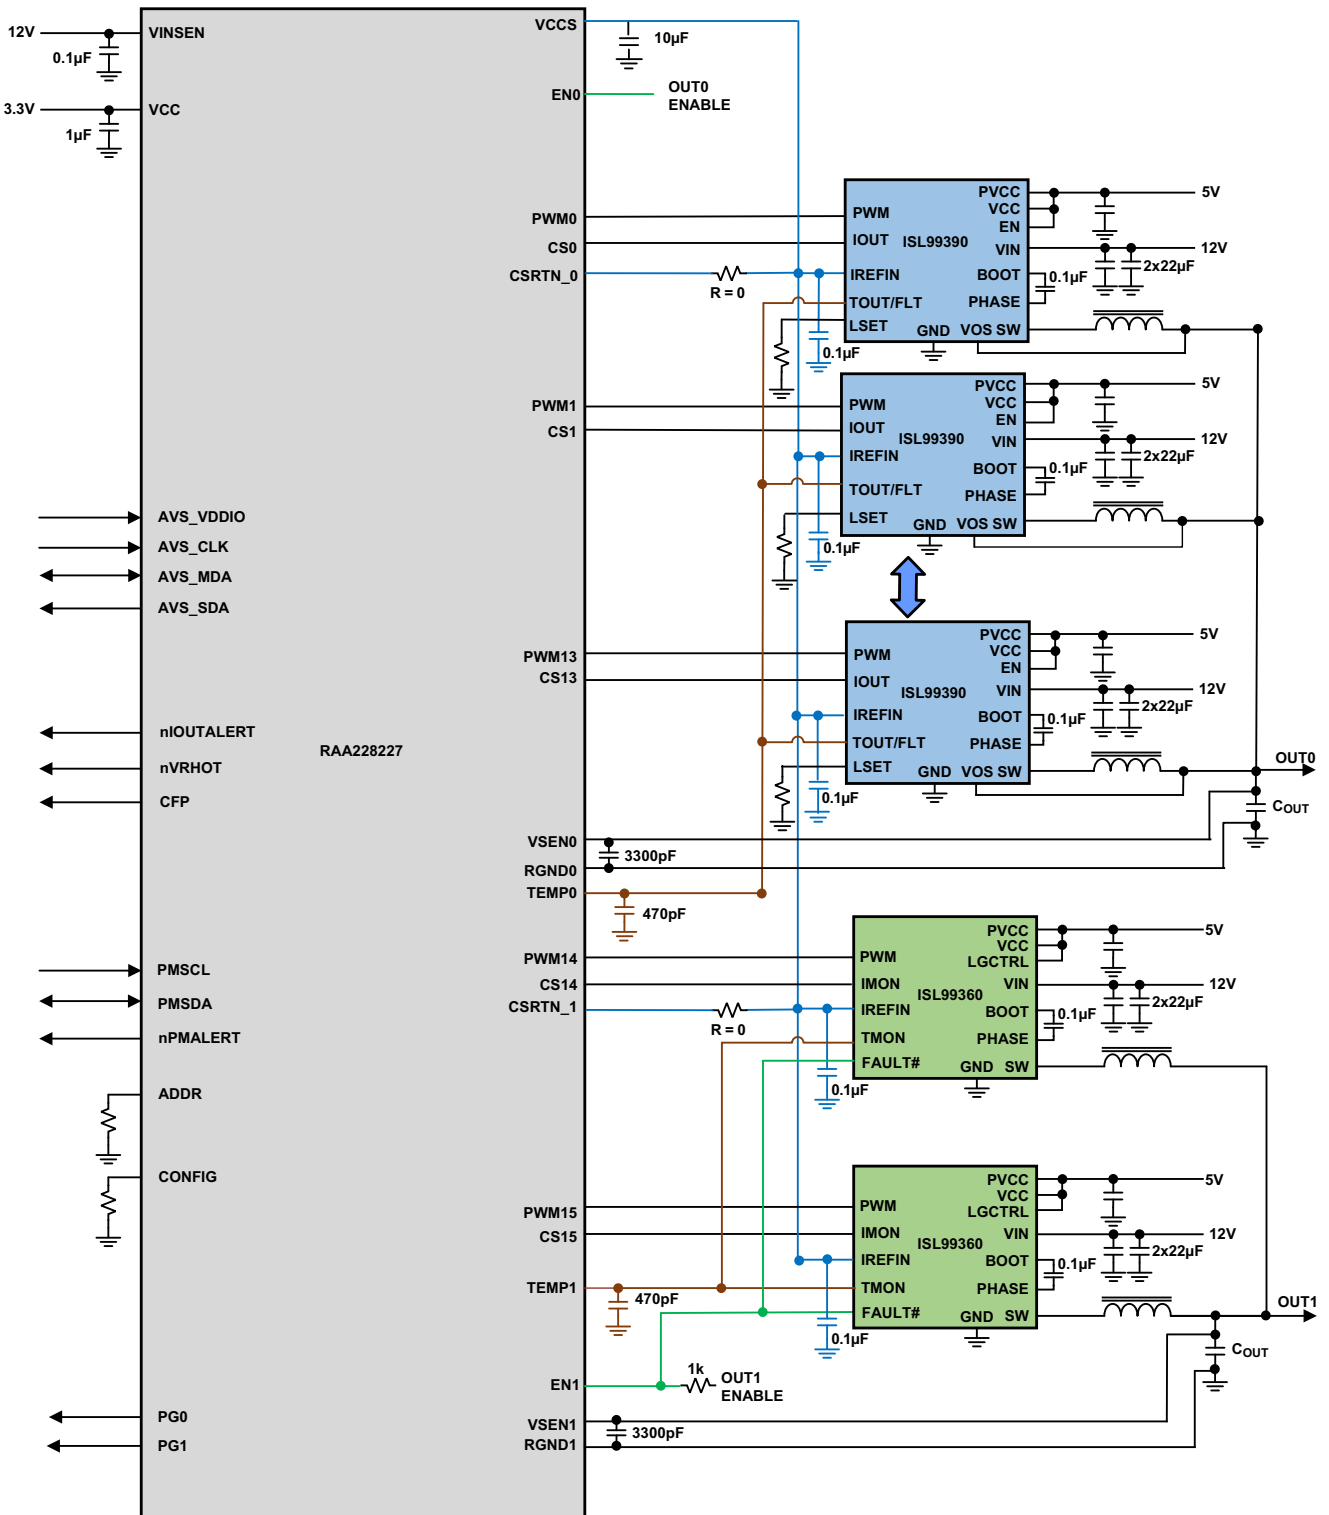 12V
VINSEN
0.1µF
3.3V
VCC
1µF
AVS_VDDIO
AVS_CLK
AVS_MDA
AVS_SDA
nIOUTALERT
nVRHOT
CFP
PMSCL
PMSDA
nPMALERT
ADDR
CONFIG
PG0
PG1
RAA228227
VCCS
10µF
EN0
OUT0
ENABLE
PWM0
CS0
CSRTN_0
R = 0
PWM1
CS1
PWM13
CS13
VSEN0
3300pF
RGND0
TEMP0
470pF
PWM14
CS14
CSRTN_1
R = 0
PWM15
CS15
TEMP1
470pF
EN1
1k
OUT1
ENABLE
VSEN1
3300pF
RGND1
PWM
IOUT
IREFIN
TOUT/FLT
LSET
ISL99390
GND
VOS SW
PVCC
VCC
EN
VIN
BOOT
PHASE
5V
12V
2x22µF
0.1µF
0.1µF
PWM
IOUT
IREFIN
TOUT/FLT
LSET
ISL99390
GND
VOS SW
PVCC
VCC
EN
VIN
BOOT
PHASE
5V
12V
2x22µF
0.1µF
0.1µF
PWM
IOUT
IREFIN
TOUT/FLT
LSET
ISL99390
GND
VOS SW
PVCC
VCC
EN
VIN
BOOT
PHASE
5V
12V
2x22µF
0.1µF
0.1µF
OUT0
COUT
PWM
IMON
IREFIN
TMON
FAULT#
ISL99360
GND
SW
PVCC
VCC
LGCTRL
VIN
BOOT
PHASE
5V
12V
2x22µF
0.1µF
0.1µF
PWM
IMON
IREFIN
TMON
FAULT#
ISL99360
GND
SW
PVCC
VCC
LGCTRL
VIN
BOOT
PHASE
5V
12V
2x22µF
0.1µF
0.1µF
OUT1
COUT